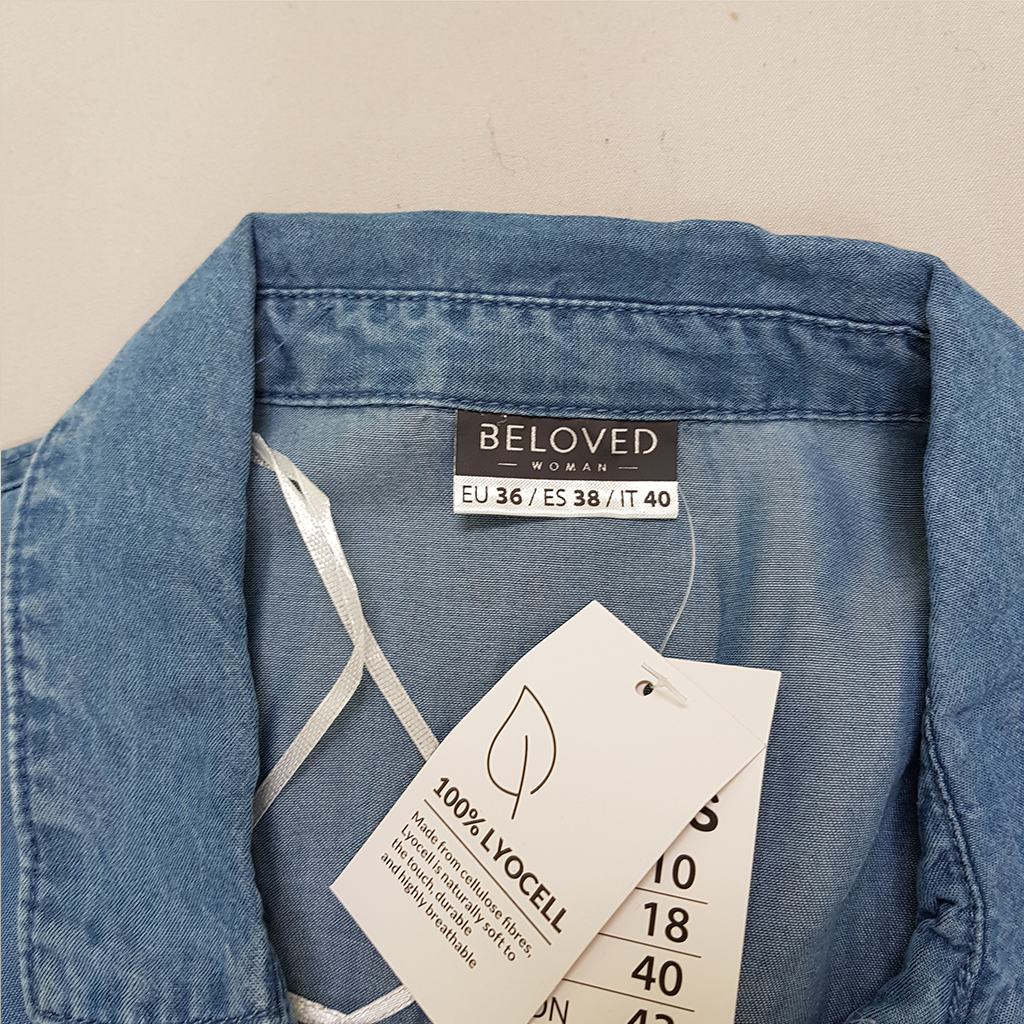 BELOVED
WOMAN
EU 36 / ES 38 / IT 40
100% LYOCELL
Made from cellulose fibres,
Lyocell is naturally soft to
the touch, durable
and highly breathable
S
10
18
40